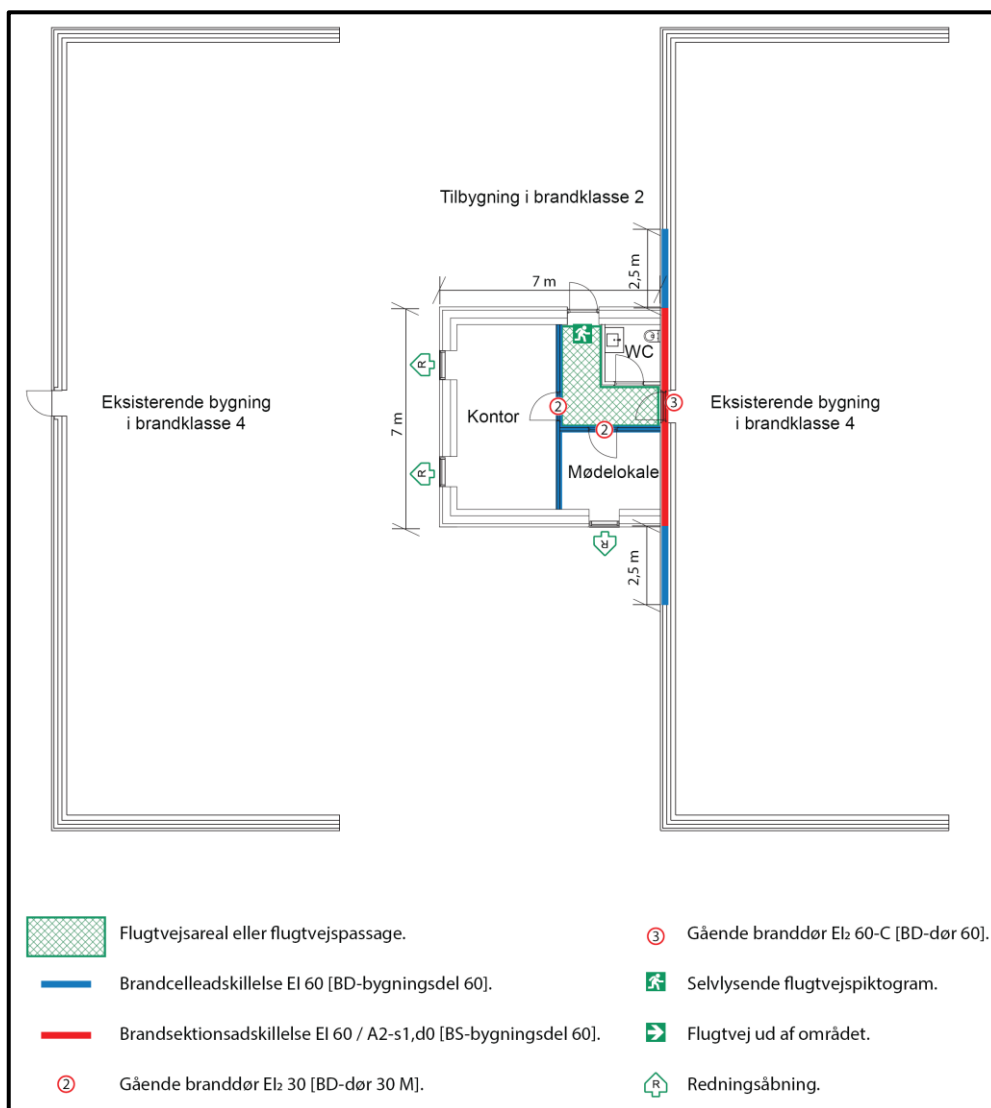 Tilbygning i brandklasse 2
2,5 m
7 m
WC
R
Eksisterende bygning
i brandklasse 4
7 m
Kontor
2
3
Eksisterende bygning
i brandklasse 4
2
R
Mødelokale
R
2,5 m
Flugtvejsareal eller flugtvejspassage.
3 Gående branddør EI₂ 60-C [BD-dør 60].
Brandcelleadskillelse EI 60 [BD-bygningsdel 60].
Selvlysende flugtvejspiktogram.
Brandsektionsadskillelse EI 60 / A2-s1,d0 [BS-bygningsdel 60].
Flugtvej ud af området.
2 Gående branddør EI₂ 30 [BD-dør 30 M].
R Redningsåbning.